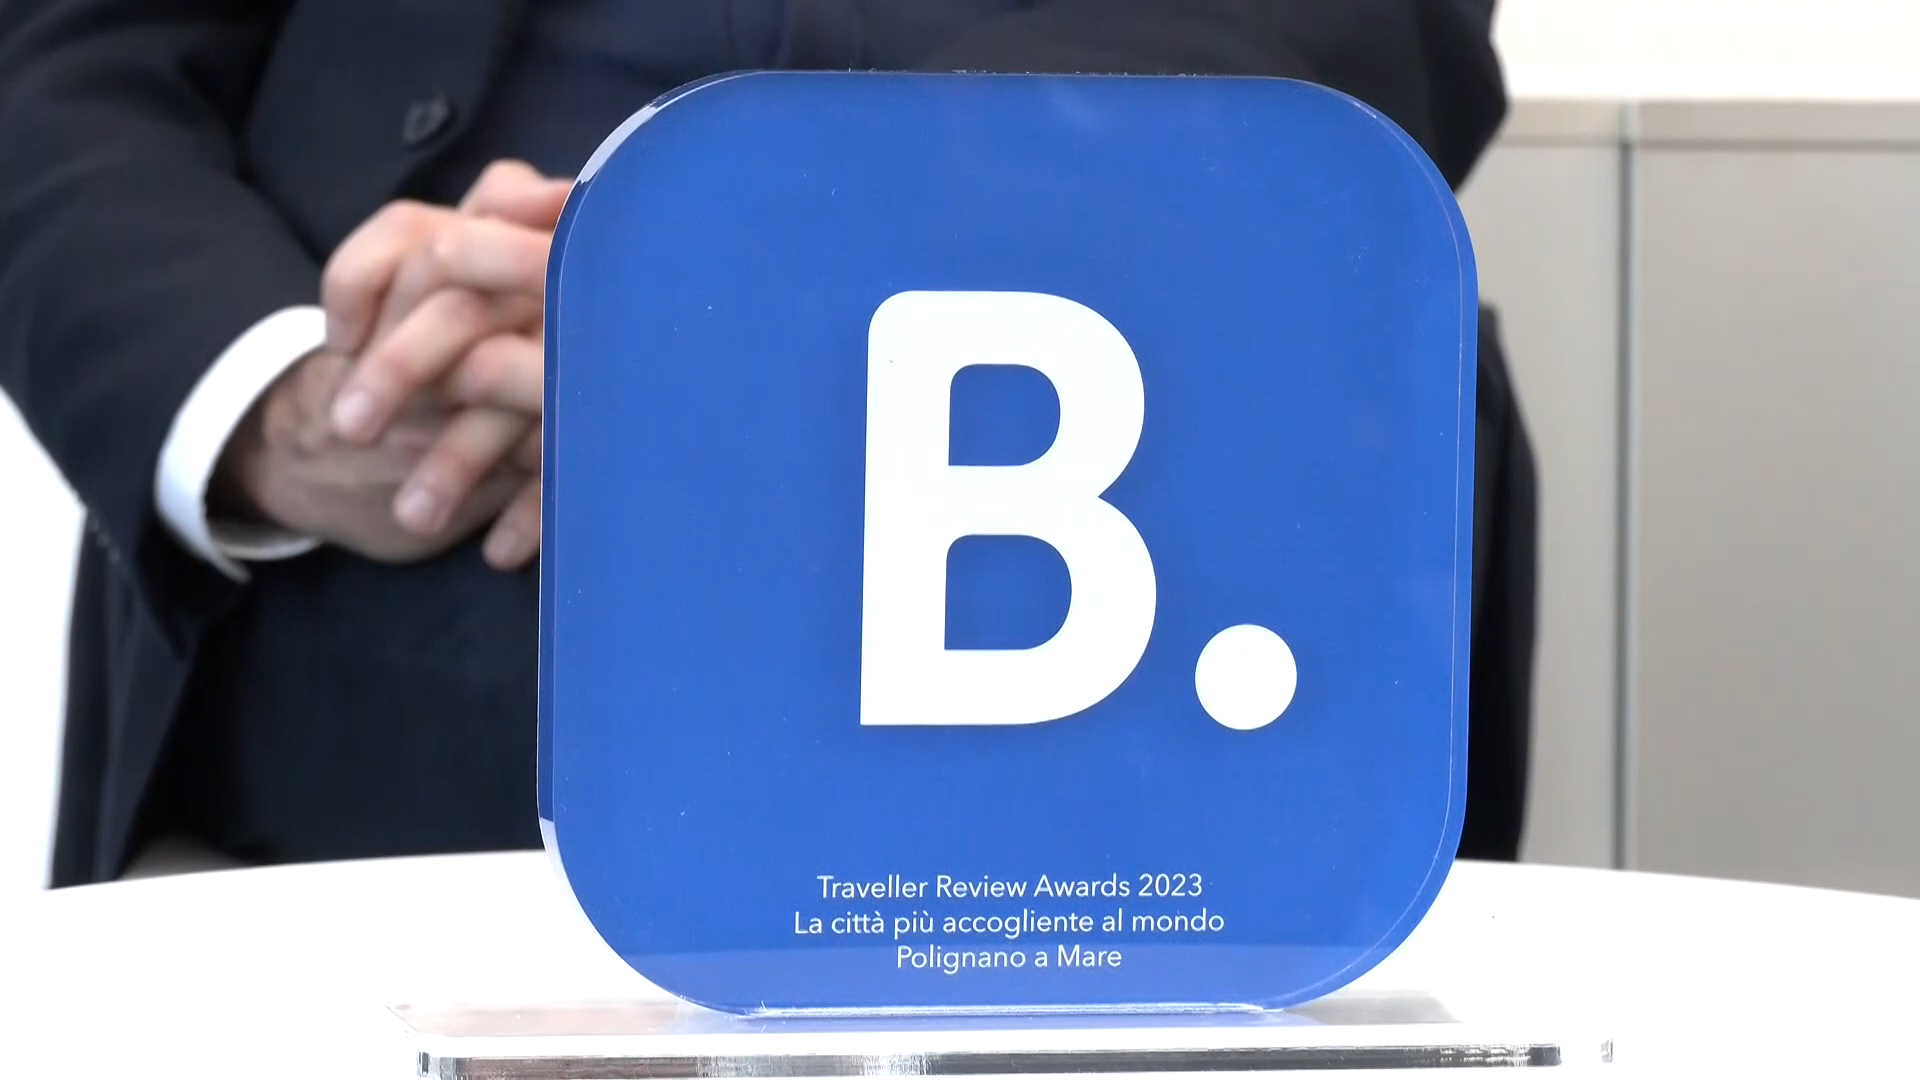 B.
Traveller Review Awards 2023
La città più accogliente al mondo
Polignano a Mare